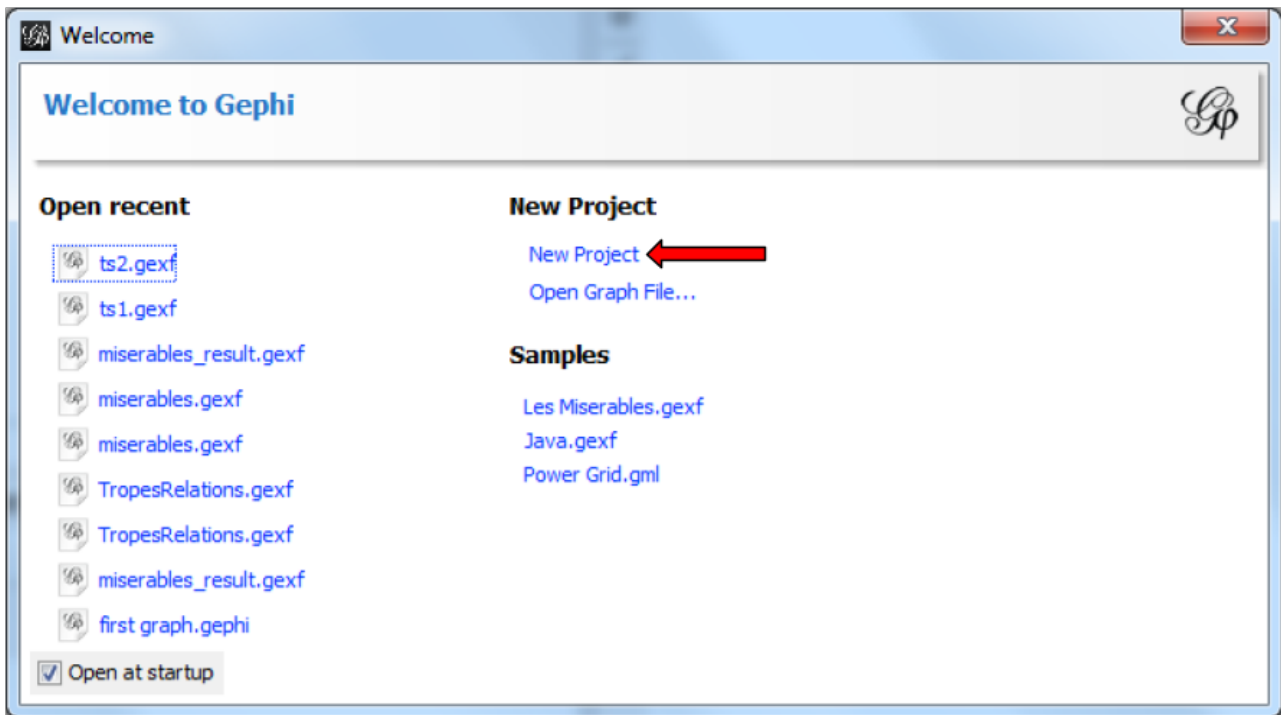 Welcome
Welcome to Gephi
Open recent
ts2.gexf
ts1.gexf
miserables_result.gexf
miserables.gexf
miserables.gexf
TropesRelations.gexf
TropesRelations.gexf
miserables_result.gexf
first graph.gephi
Open at startup
New Project
New Project
Open Graph File...
Samples
Les Miserables.gexf
Java.gexf
Power Grid.gml